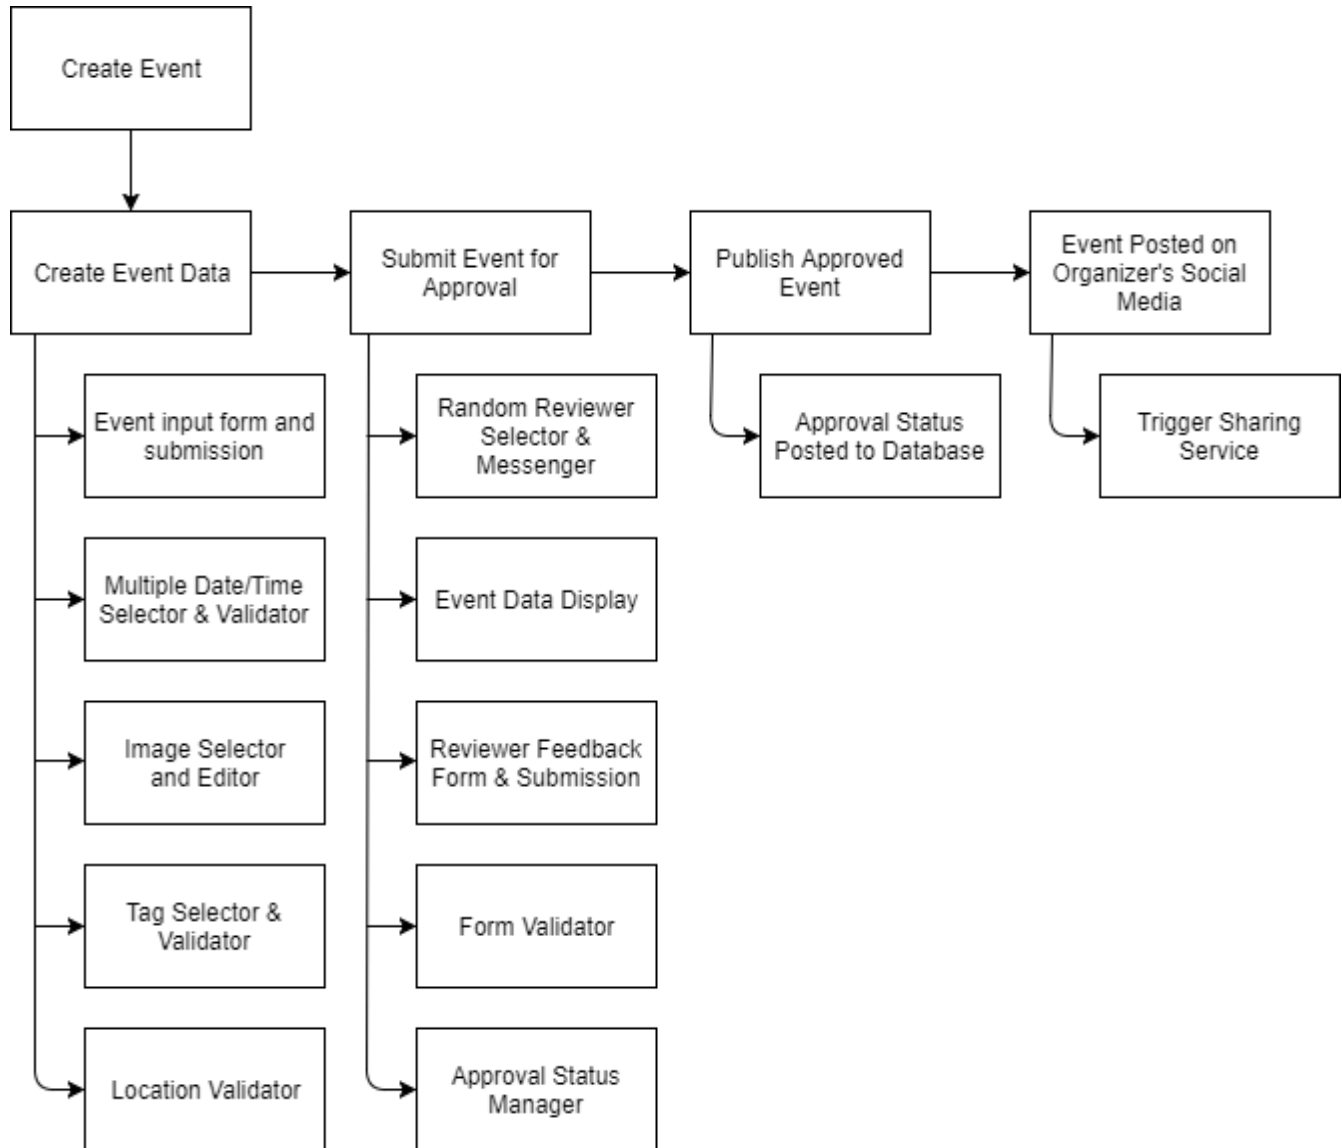 Create Event
Create Event Data
Submit Event for
Approval
Publish Approved
Event
Event Posted on
Organizer's Social
Media
Event input form and
submission
Random Reviewer
Selector &
Messenger
Approval Status
Posted to Database
Trigger Sharing
Service
Multiple Date/Time
Selector & Validator
Event Data Display
Image Selector
and Editor
Reviewer Feedback
Form & Submission
Tag Selector &
Validator
Form Validator
Location Validator
Approval Status
Manager